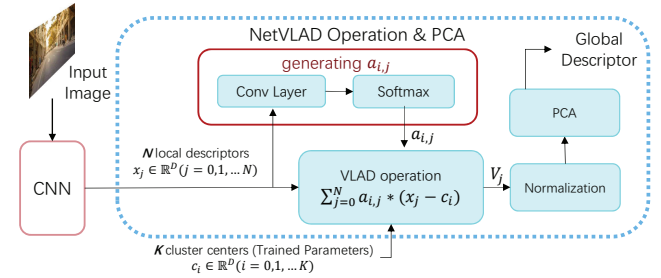 NetVLAD Operation & PCA
Global
Descriptor
Input
Image
generating a_{i,j}
Conv Layer
Softmax
PCA
a_{i,j}
N local descriptors
x_j ∈ ℝ^D(j = 0,1, … N)
CNN
VLAD operation
∑_{j=0}^{N} a_{i,j} ∗ (x_j − c_i)
V_j
Normalization
K cluster centers (Trained Parameters)
c_i ∈ ℝ^D(i = 0,1, … K)